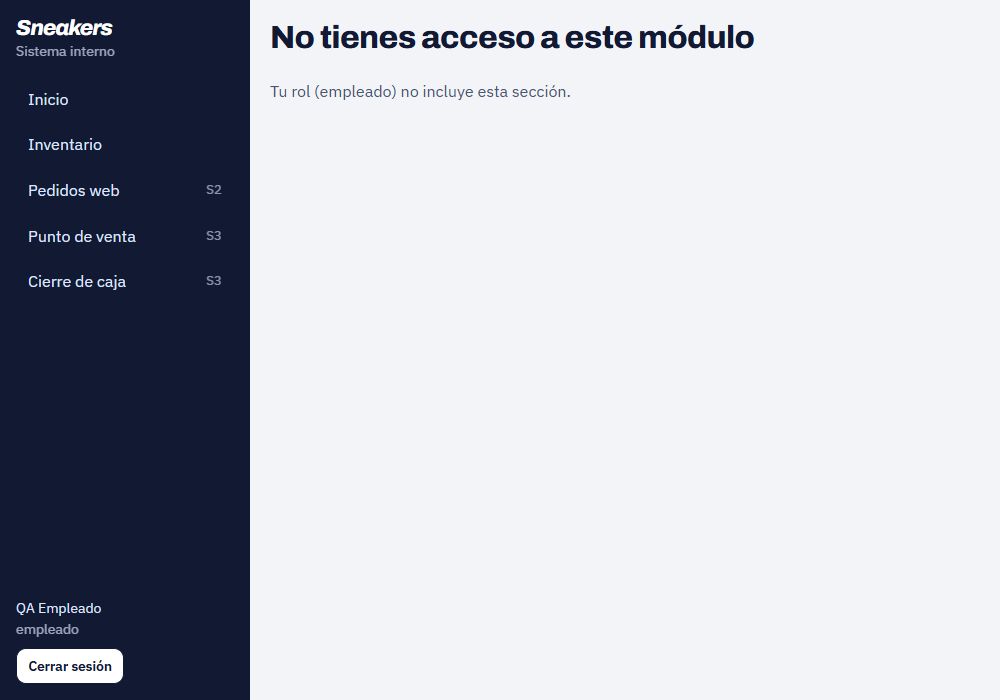 Sneakers
Sistema interno
Inicio
Inventario
Pedidos web S2
Punto de venta S3
Cierre de caja S3
QA Empleado
empleado
Cerrar sesión
No tienes acceso a este módulo
Tu rol (empleado) no incluye esta sección.